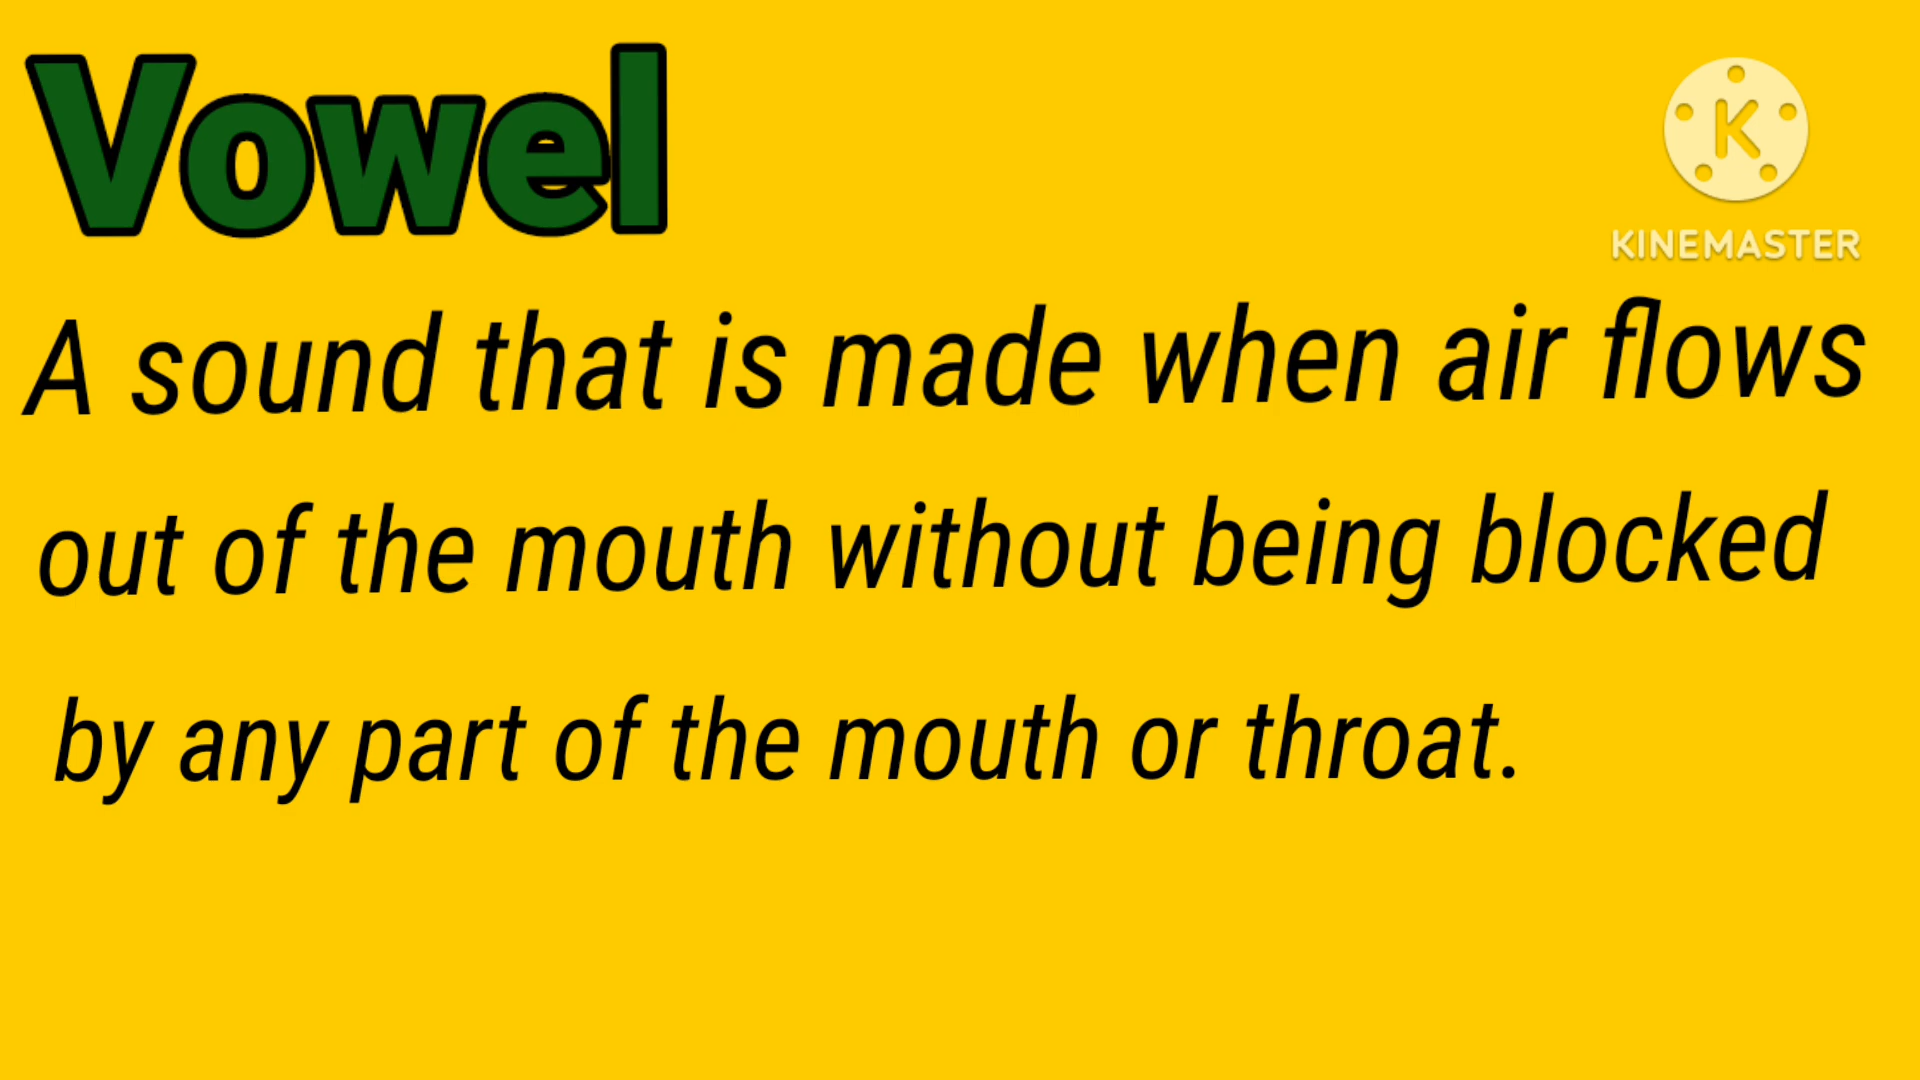 Vowel
K
KINEMASTER
A sound that is made when air flows
out of the mouth without being blocked
by any part of the mouth or throat.